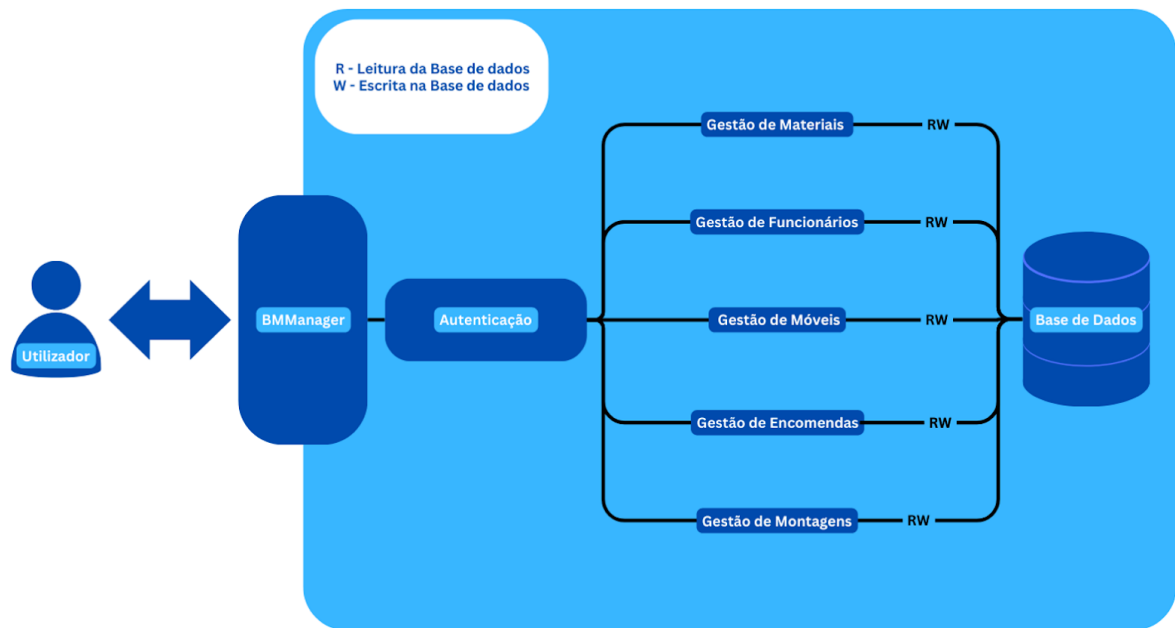 R - Leitura da Base de dados
W - Escrita na Base de dados
Gestão de Materiais
RW
Gestão de Funcionários
RW
Utilizador
BMManager
Autenticação
Gestão de Móveis
RW
Base de Dados
Gestão de Encomendas
RW
Gestão de Montagens
RW